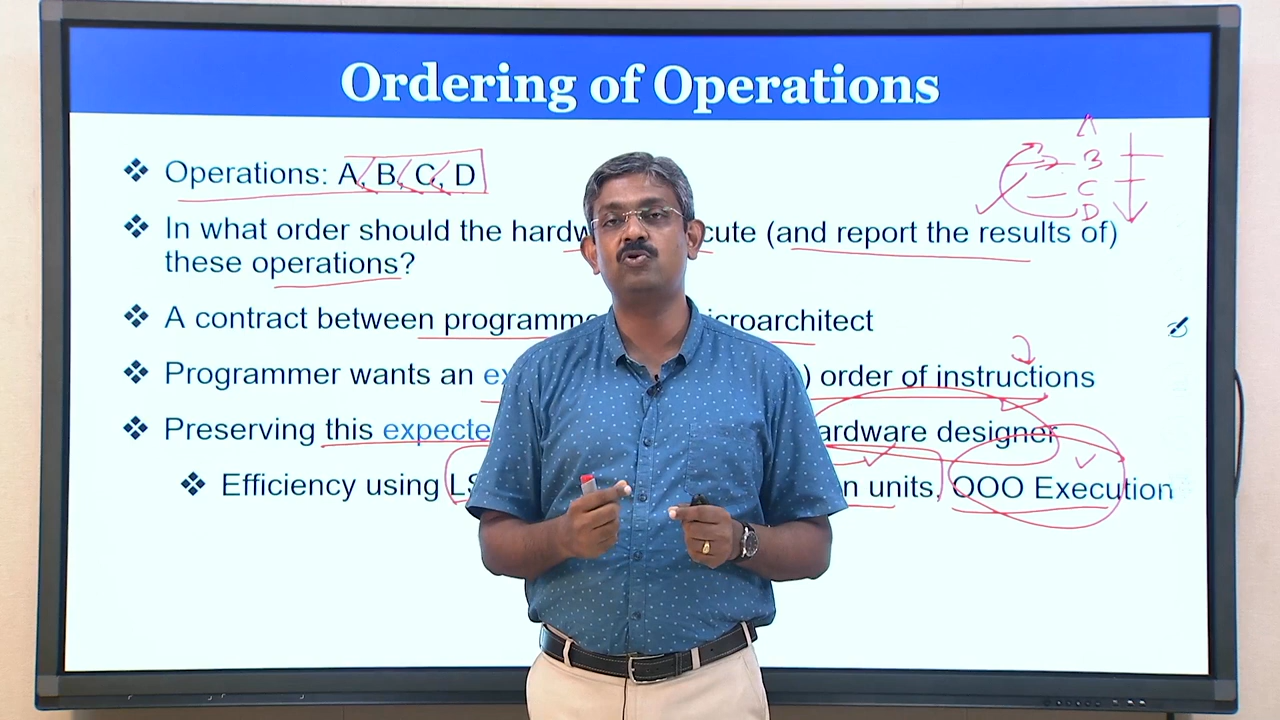 Ordering of Operations
❖ Operations: A, B, C, D
A
B
C
D
❖ In what order should the hardw cute (and report the results of)
these operations?
❖ A contract between programme icroarchitect
❖ Programmer wants an ex ) order of instructions
❖ Preserving this expecte ardware designer
❖ Efficiency using LS n units, OOO Execution